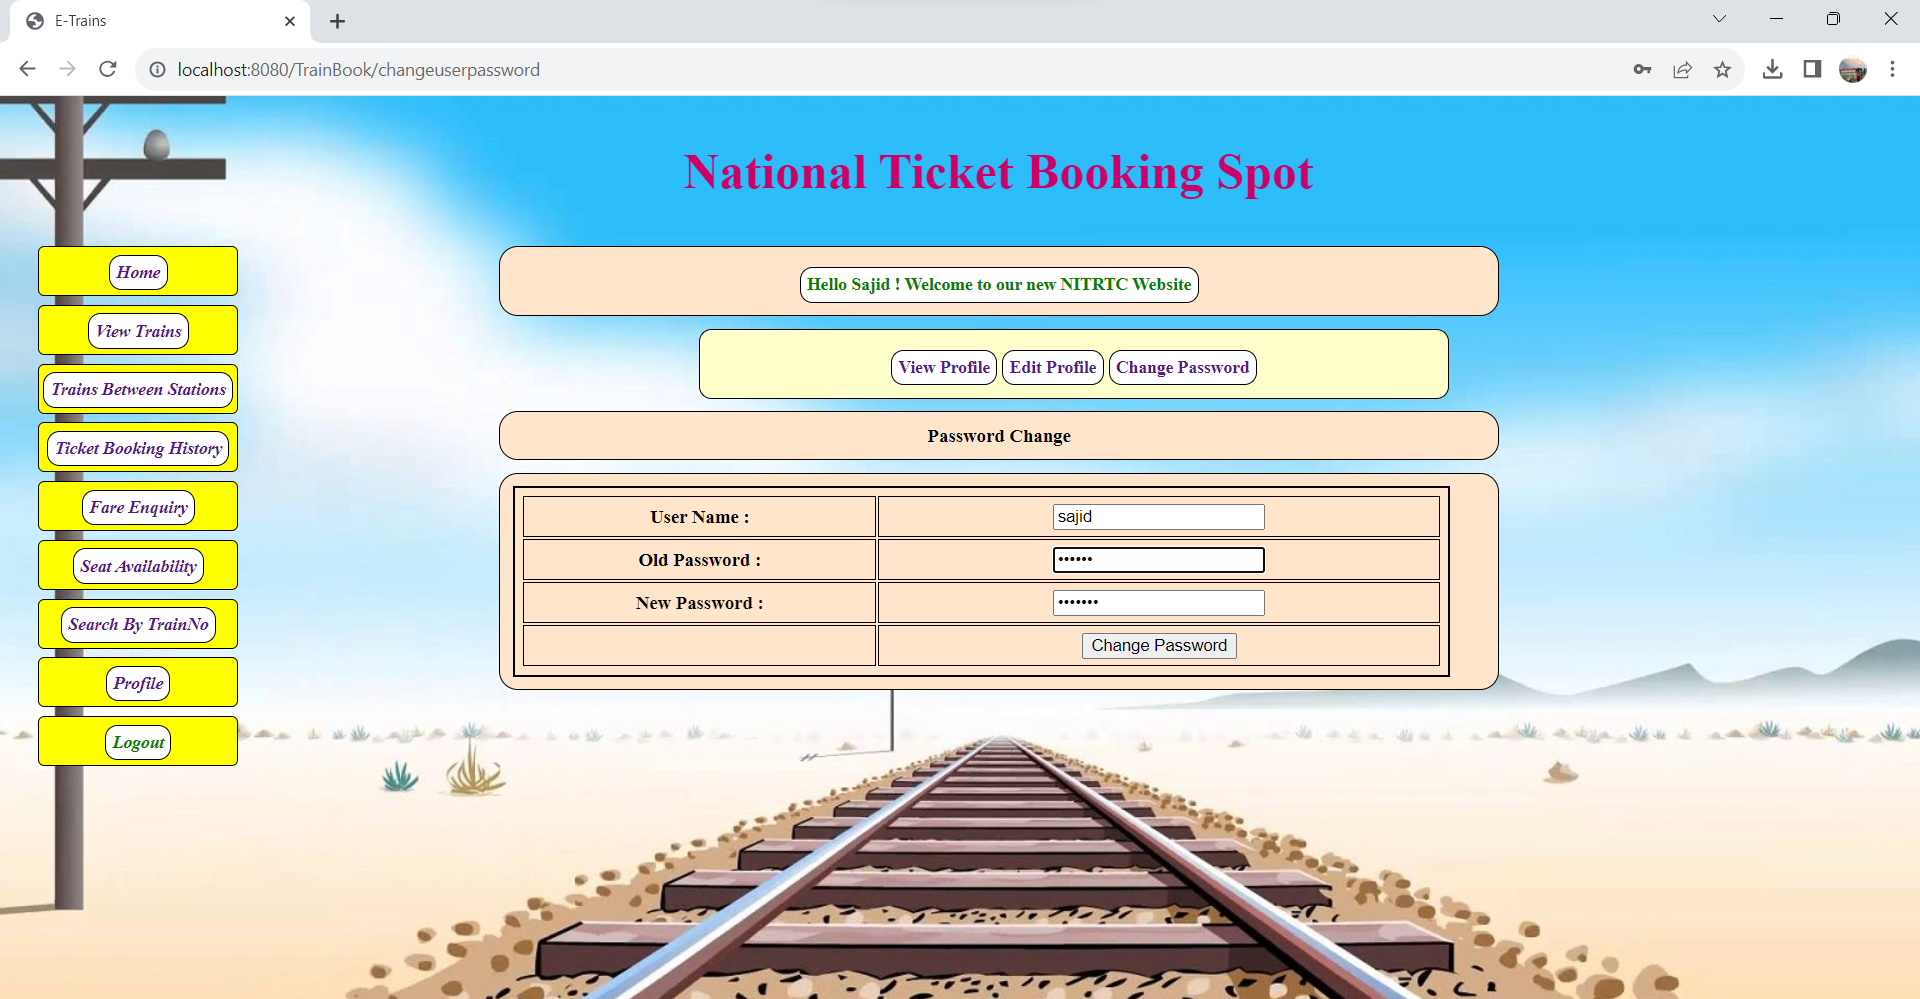 E-Trains
localhost:8080/TrainBook/changeuserpassword
National Ticket Booking Spot
Home
View Trains
Trains Between Stations
Ticket Booking History
Fare Enquiry
Seat Availability
Search By TrainNo
Profile
Logout
Hello Sajid ! Welcome to our new NITRTC Website
View Profile Edit Profile Change Password
Password Change
User Name : sajid
Old Password : ••••••
New Password : •••••••
Change Password